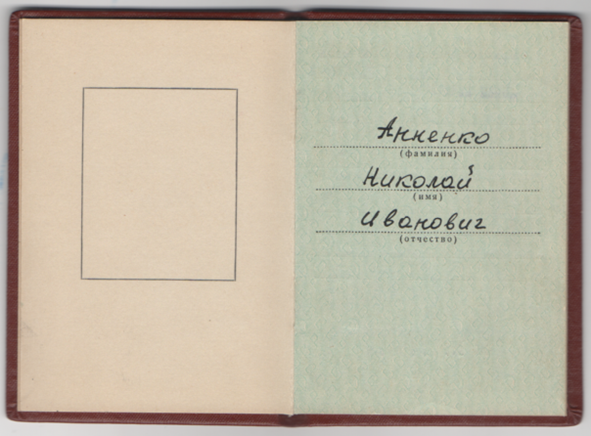 Анненко
(фамилия)
Николай
(имя)
Иванович
(отчество)